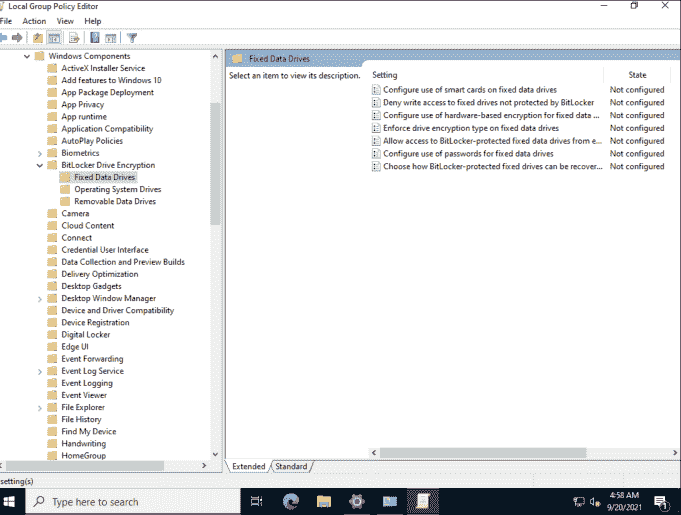 Local Group Policy Editor
File Action View Help
Windows Components
ActiveX Installer Service
Add features to Windows 10
App Package Deployment
App Privacy
App runtime
Application Compatibility
AutoPlay Policies
Biometrics
BitLocker Drive Encryption
Fixed Data Drives
Operating System Drives
Removable Data Drives
Camera
Cloud Content
Connect
Credential User Interface
Data Collection and Preview Builds
Delivery Optimization
Desktop Gadgets
Desktop Window Manager
Device and Driver Compatibility
Device Registration
Digital Locker
Edge UI
Event Forwarding
Event Log Service
Event Logging
Event Viewer
File Explorer
File History
Find My Device
Handwriting
HomeGroup
Fixed Data Drives
Select an item to view its description.
Setting State
Configure use of smart cards on fixed data drives Not configured
Deny write access to fixed drives not protected by BitLocker Not configured
Configure use of hardware-based encryption for fixed data ... Not configured
Enforce drive encryption type on fixed data drives Not configured
Allow access to BitLocker-protected fixed data drives from e... Not configured
Configure use of passwords for fixed data drives Not configured
Choose how BitLocker-protected fixed drives can be recover... Not configured
Extended Standard
setting(s)
Type here to search
4:58 AM
9/20/2021
1